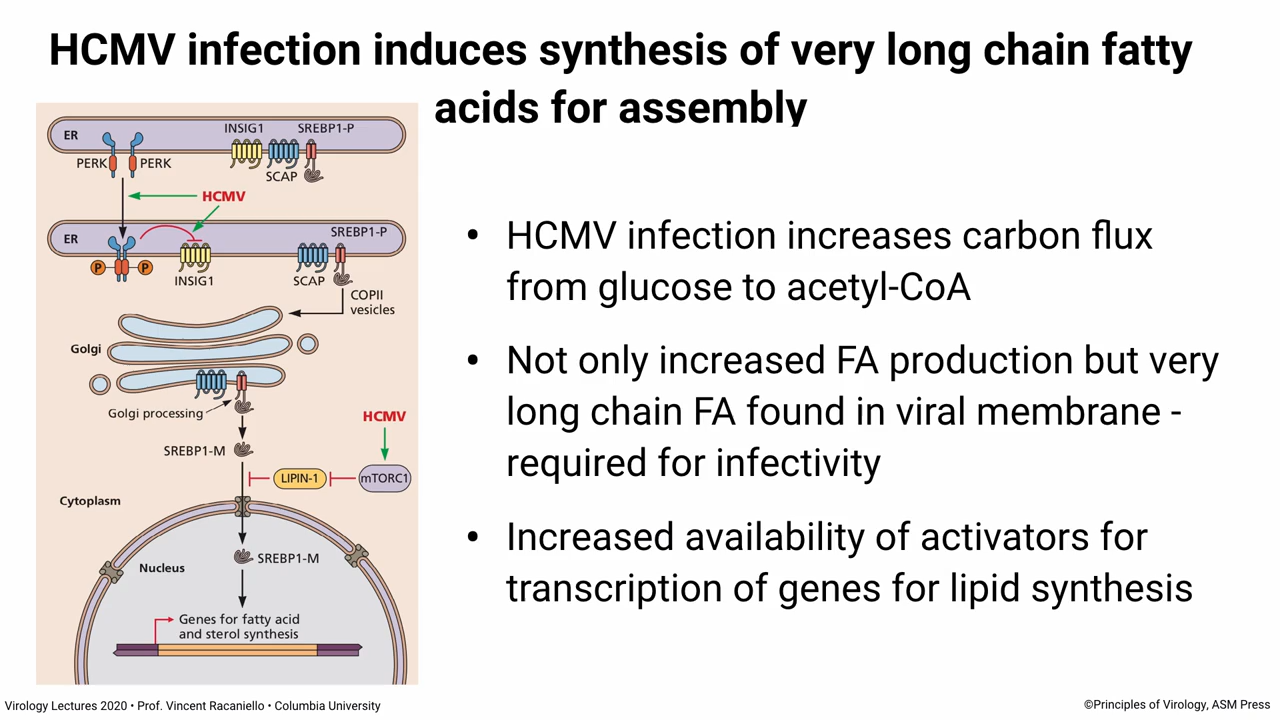 HCMV infection induces synthesis of very long chain fatty
acids for assembly
ER
INSIG1
SREBP1-P
PERK
PERK
SCAP
HCMV
ER
SREBP1-P
P
P
INSIG1
SCAP
COPII
vesicles
Golgi
Golgi processing
HCMV
SREBP1-M
LIPIN-1
mTORC1
Cytoplasm
SREBP1-M
Nucleus
Genes for fatty acid
and sterol synthesis
• HCMV infection increases carbon flux
from glucose to acetyl-CoA
• Not only increased FA production but very
long chain FA found in viral membrane -
required for infectivity
• Increased availability of activators for
transcription of genes for lipid synthesis
Virology Lectures 2020 • Prof. Vincent Racaniello • Columbia University
©Principles of Virology, ASM Press